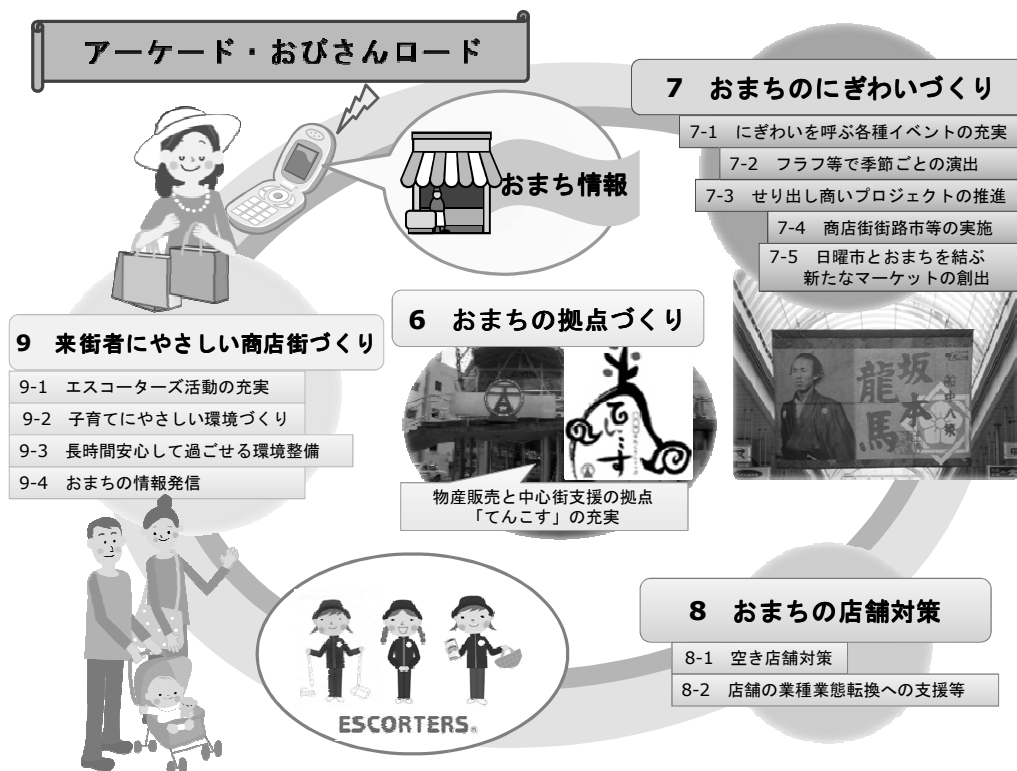 アーケード・おびさんロード
おまち情報
7 おまちのにぎわいづくり
7-1 にぎわいを呼ぶ各種イベントの充実
7-2 フラフ等で季節ごとの演出
7-3 せり出し商いプロジェクトの推進
7-4 商店街街路市等の実施
7-5 日曜市とおまちを結ぶ
新たなマーケットの創出
坂本龍馬
船中八策
6 おまちの拠点づくり
てんこす
物産販売と中心街支援の拠点
「てんこす」の充実
9 来街者にやさしい商店街づくり
9-1 エスコーターズ活動の充実
9-2 子育てにやさしい環境づくり
9-3 長時間安心して過ごせる環境整備
9-4 おまちの情報発信
ESCORTERS®
8 おまちの店舗対策
8-1 空き店舗対策
8-2 店舗の業種業態転換への支援等